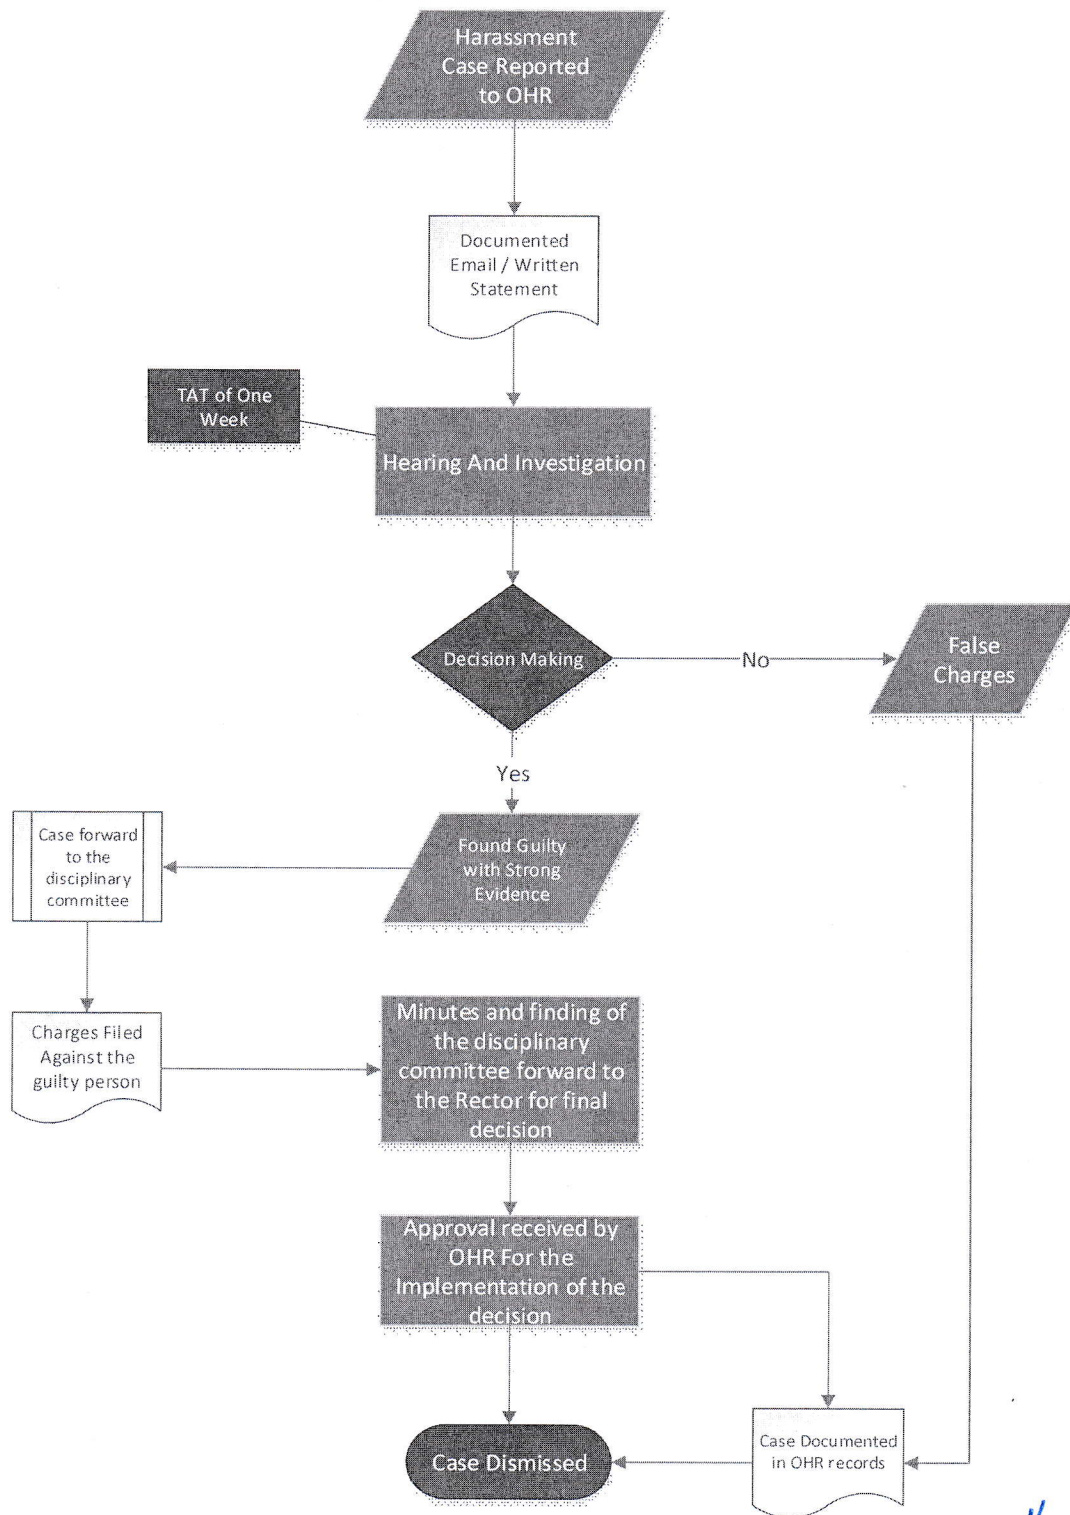 Harassment
Case Reported
to OHR
Documented
Email / Written
Statement
TAT of One
Week
Hearing And Investigation
Decision Making
No
False
Charges
Yes
Found Guilty
with Strong
Evidence
Case forward
to the
disciplinary
committee
Charges Filed
Against the
guilty person
Minutes and finding of
the disciplinary
committee forward to
the Rector for final
decision
Approval received by
OHR For the
Implementation of the
decision
Case Dismissed
Case Documented
in OHR records